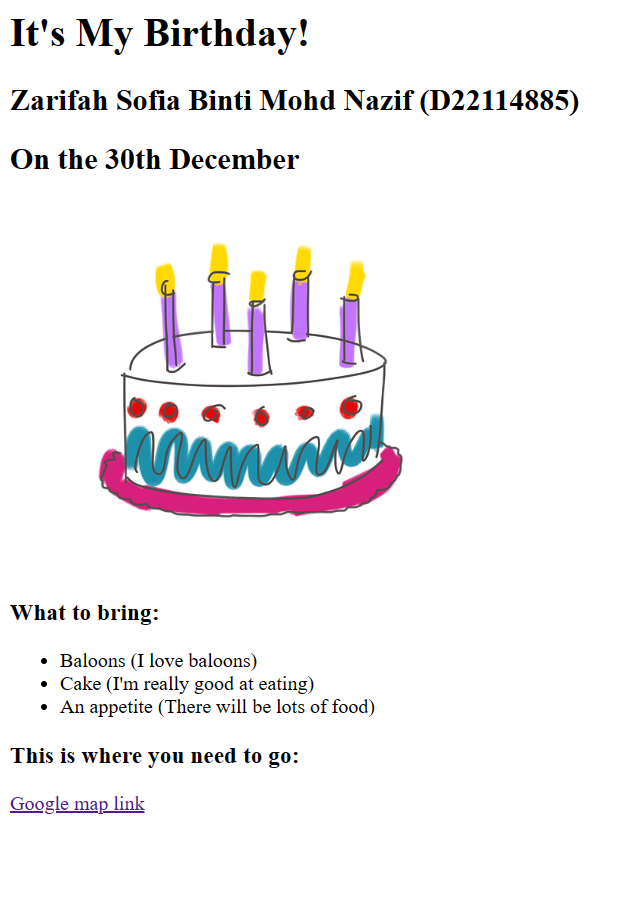 It's My Birthday!
Zarifah Sofia Binti Mohd Nazif (D22114885)
On the 30th December
What to bring:
Baloons (I love baloons)
Cake (I'm really good at eating)
An appetite (There will be lots of food)
This is where you need to go:
Google map link